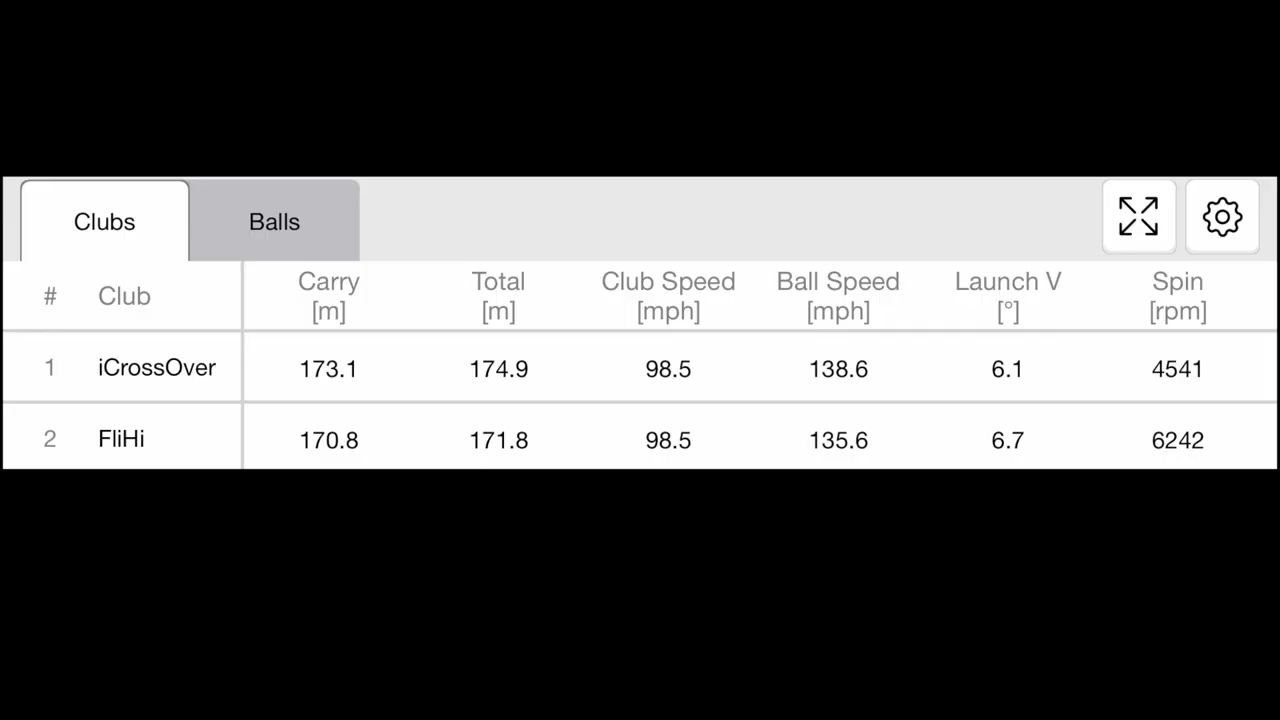 Clubs Balls
# Club Carry [m] Total [m] Club Speed [mph] Ball Speed [mph] Launch V [°] Spin [rpm]
1 iCrossOver 173.1 174.9 98.5 138.6 6.1 4541
2 FliHi 170.8 171.8 98.5 135.6 6.7 6242